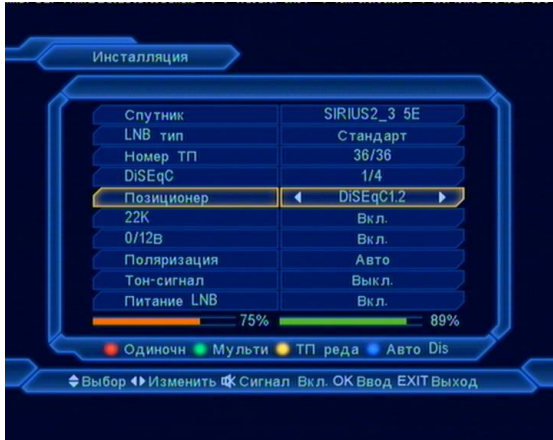 Инсталляция
Спутник SIRIUS2_3 5E
LNB тип Стандарт
Номер ТП 36/36
DiSEqC 1/4
Позиционер DiSEqC1.2
22K Вкл.
0/12в Вкл.
Поляризация Авто
Тон-сигнал Выкл.
Питание LNB Вкл.
75% 89%
Одиночн Мульти ТП реда Авто Dis
Выбор Изменить Сигнал Вкл. OK Ввод EXIT Выход